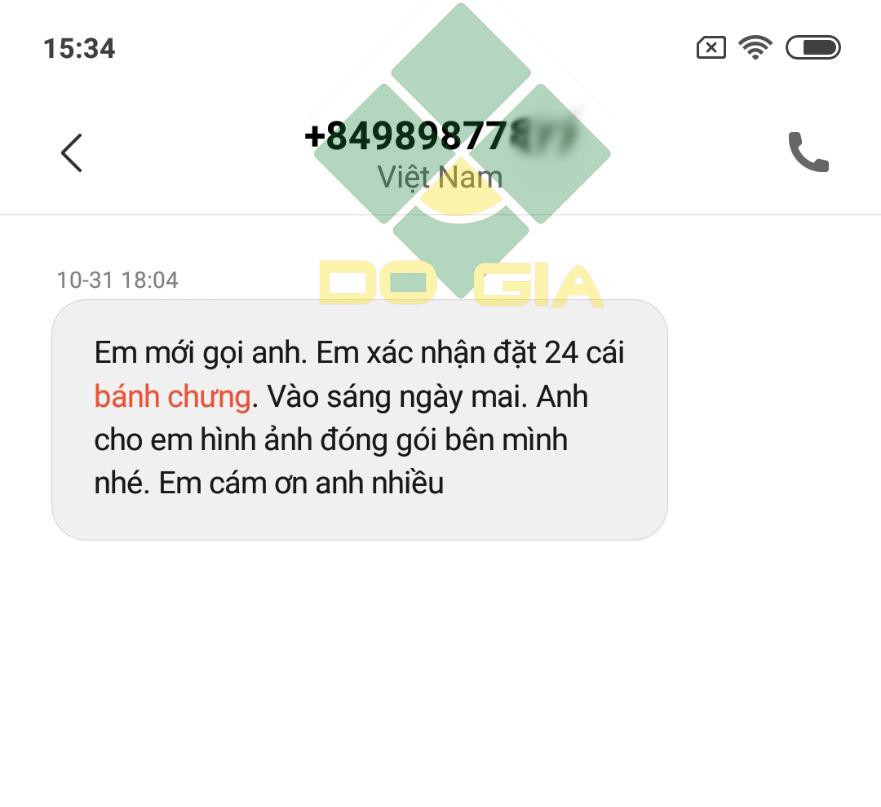 15:34
+84989877
Việt Nam
DO GIA
10-31 18:04
Em mới gọi anh. Em xác nhận đặt 24 cái
bánh chưng. Vào sáng ngày mai. Anh
cho em hình ảnh đóng gói bên mình
nhé. Em cám ơn anh nhiều